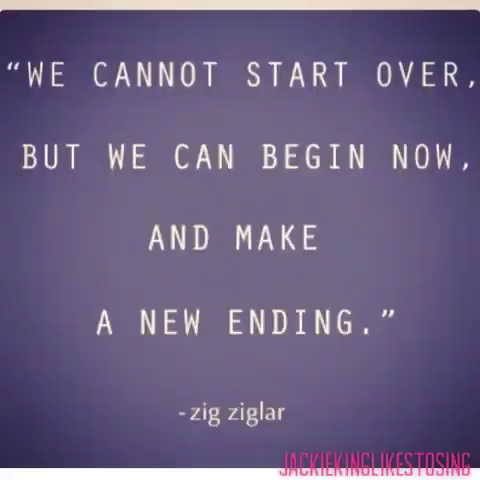 “WE CANNOT START OVER,
BUT WE CAN BEGIN NOW,
AND MAKE
A NEW ENDING.”
-zig ziglar
JACKIEKINGLIKESTOSING